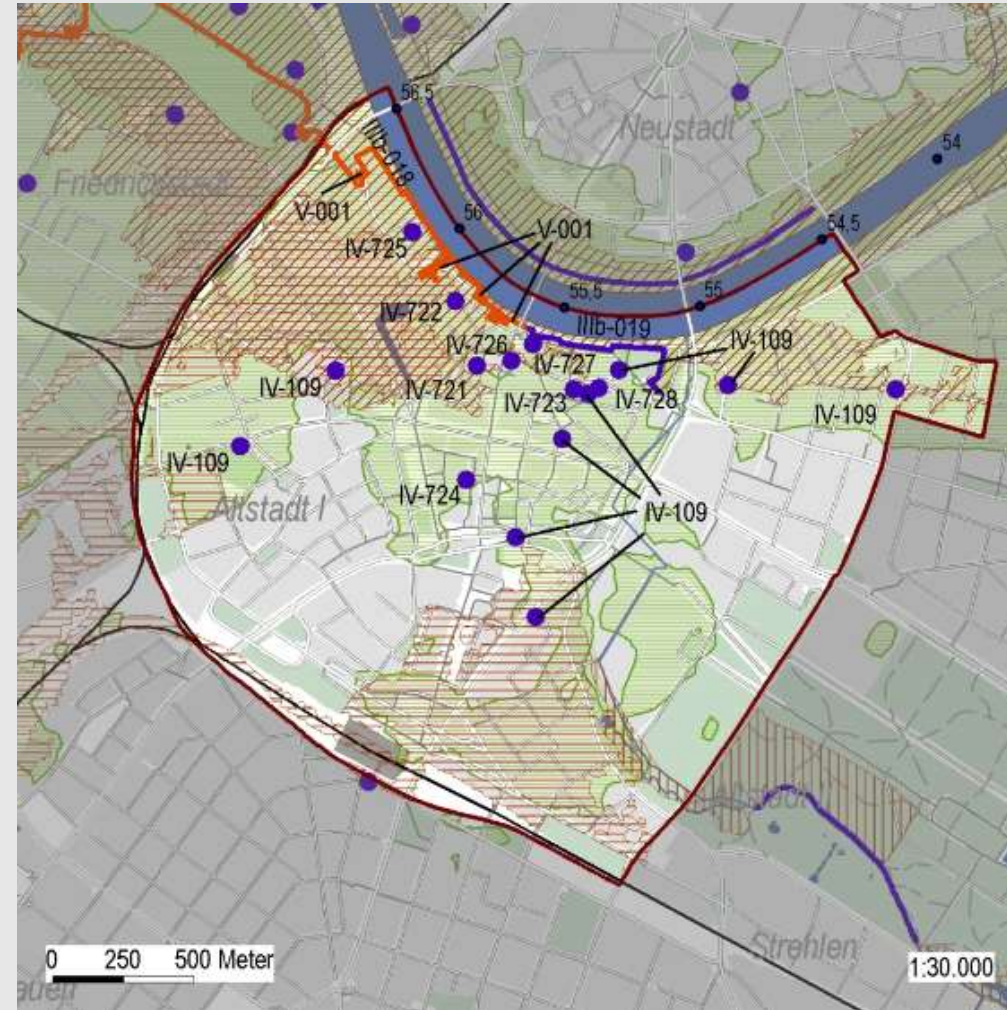 56,5
54
Neustadt
IIIb-018
Friedrichstadt
V-001
56
V-001
54,5
IV-725
55,5
55
IV-722
IIIb-019
IV-726
IV-727
IV-109
IV-109
IV-721
IV-723
IV-728
IV-109
IV-109
IV-724
Altstadt I
IV-109
Strehlen
0 250 500 Meter
1:30.000